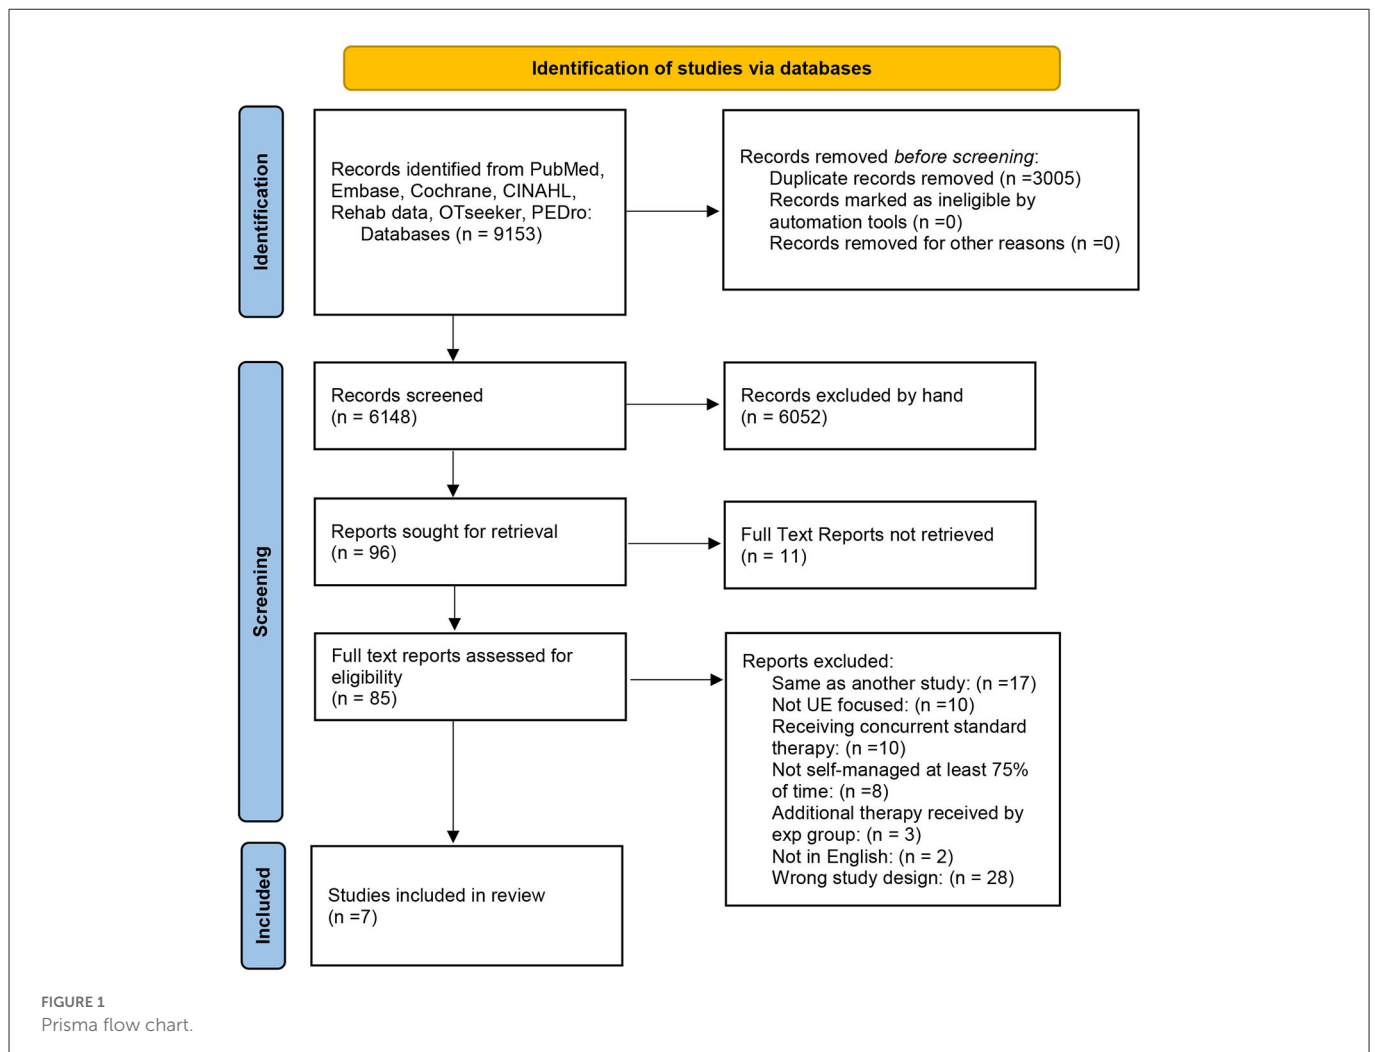 Identification of studies via databases
Identification
Records identified from PubMed,
Embase, Cochrane, CINAHL,
Rehab data, OTseeker, PEDro:
Databases (n = 9153)
Records removed before screening:
Duplicate records removed (n =3005)
Records marked as ineligible by
automation tools (n =0)
Records removed for other reasons (n =0)
Screening
Records screened
(n = 6148)
Records excluded by hand
(n = 6052)
Reports sought for retrieval
(n = 96)
Full Text Reports not retrieved
(n = 11)
Full text reports assessed for
eligibility
(n = 85)
Reports excluded:
Same as another study: (n =17)
Not UE focused: (n =10)
Receiving concurrent standard
therapy: (n =10)
Not self-managed at least 75%
of time: (n =8)
Additional therapy received by
exp group: (n = 3)
Not in English: (n = 2)
Wrong study design: (n = 28)
Included
Studies included in review
(n =7)
FIGURE 1
Prisma flow chart.